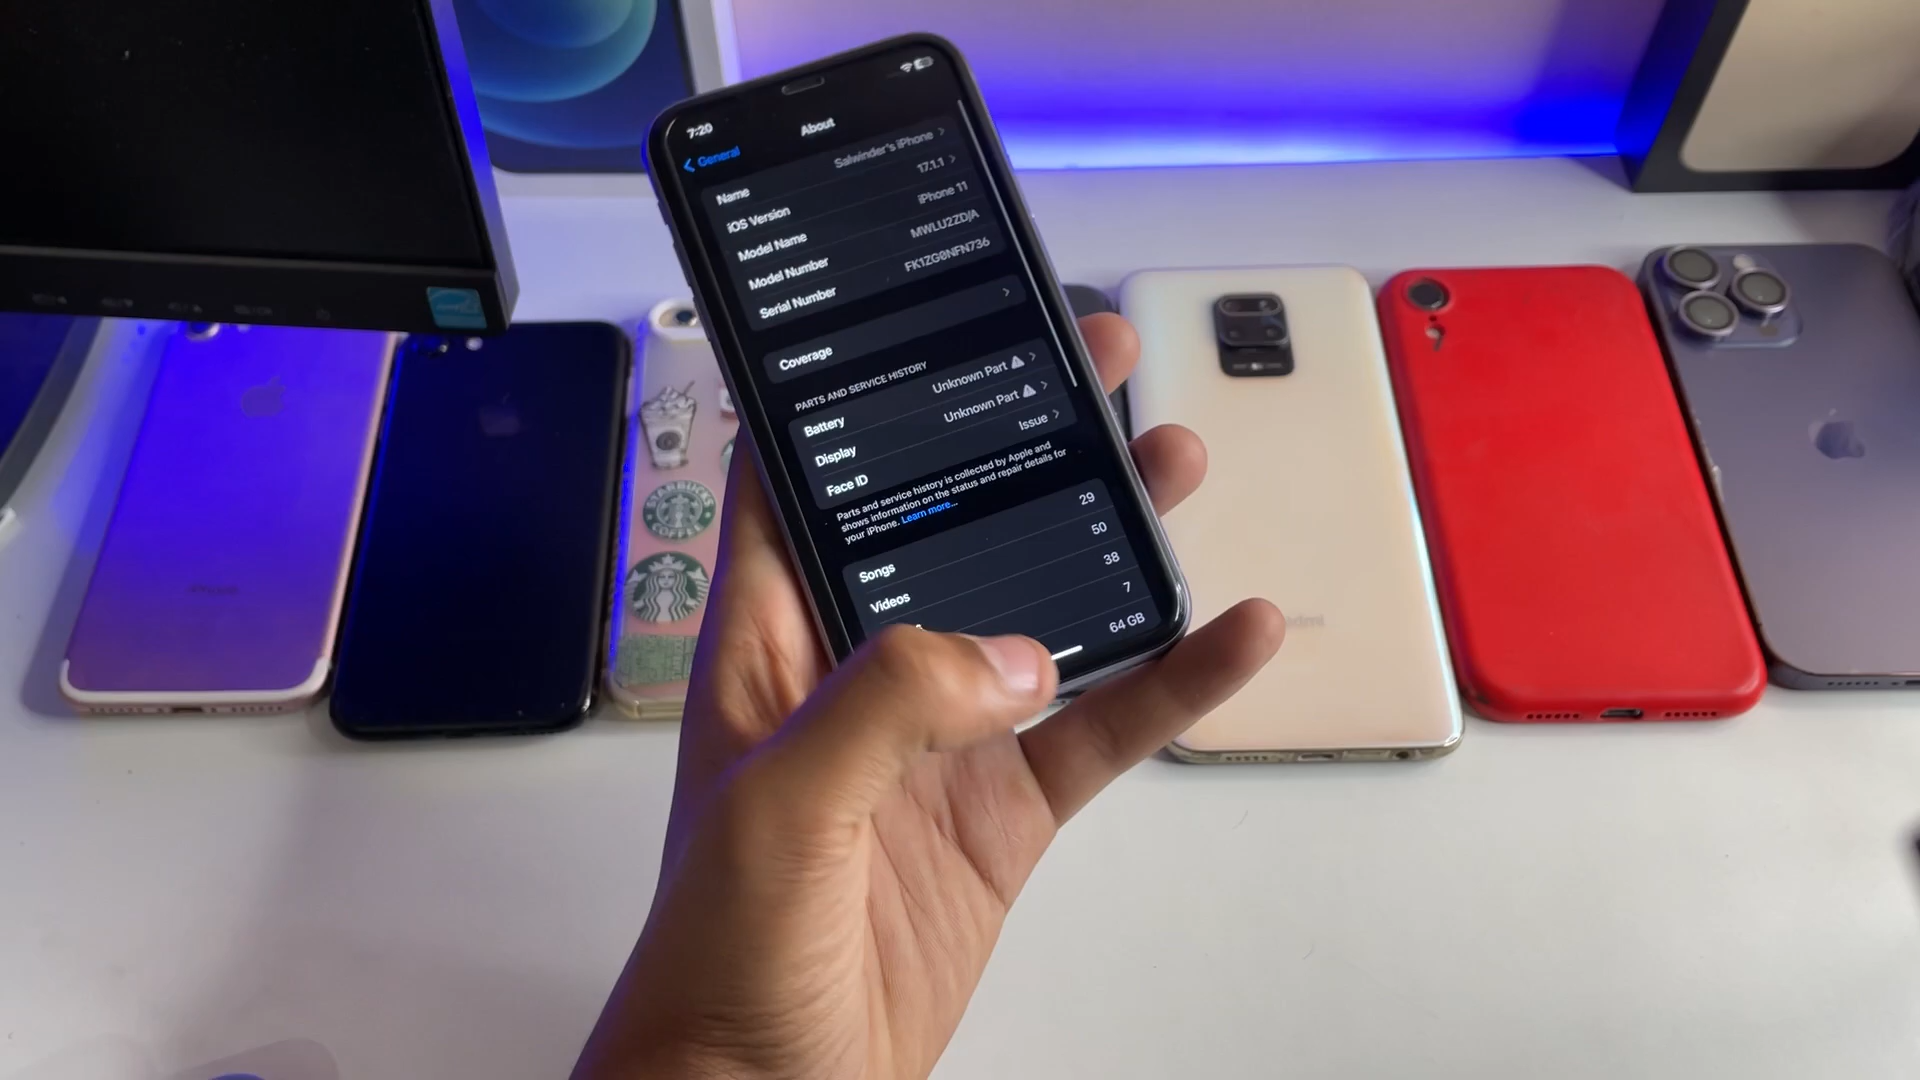 7:20
General
About
Name Salwinder's iPhone
iOS Version 17.1.1
Model Name iPhone 11
Model Number MWLU2ZD/A
Serial Number FK1ZG0NFN736
Coverage
PARTS AND SERVICE HISTORY
Battery Unknown Part
Display Unknown Part
Face ID Issue
Parts and service history is collected by Apple and
shows information on the status and repair details for
your iPhone. Learn more...
Songs 29
Videos 50
38
7
64 GB
STARBUCKS
COFFEE
iPhone